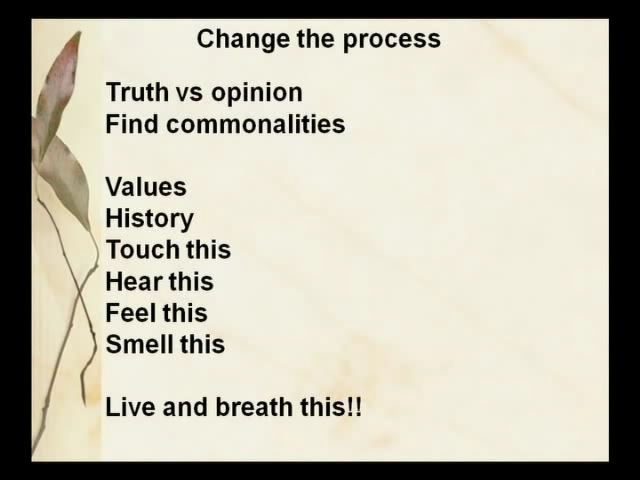 Change the process
Truth vs opinion
Find commonalities
Values
History
Touch this
Hear this
Feel this
Smell this
Live and breath this!!